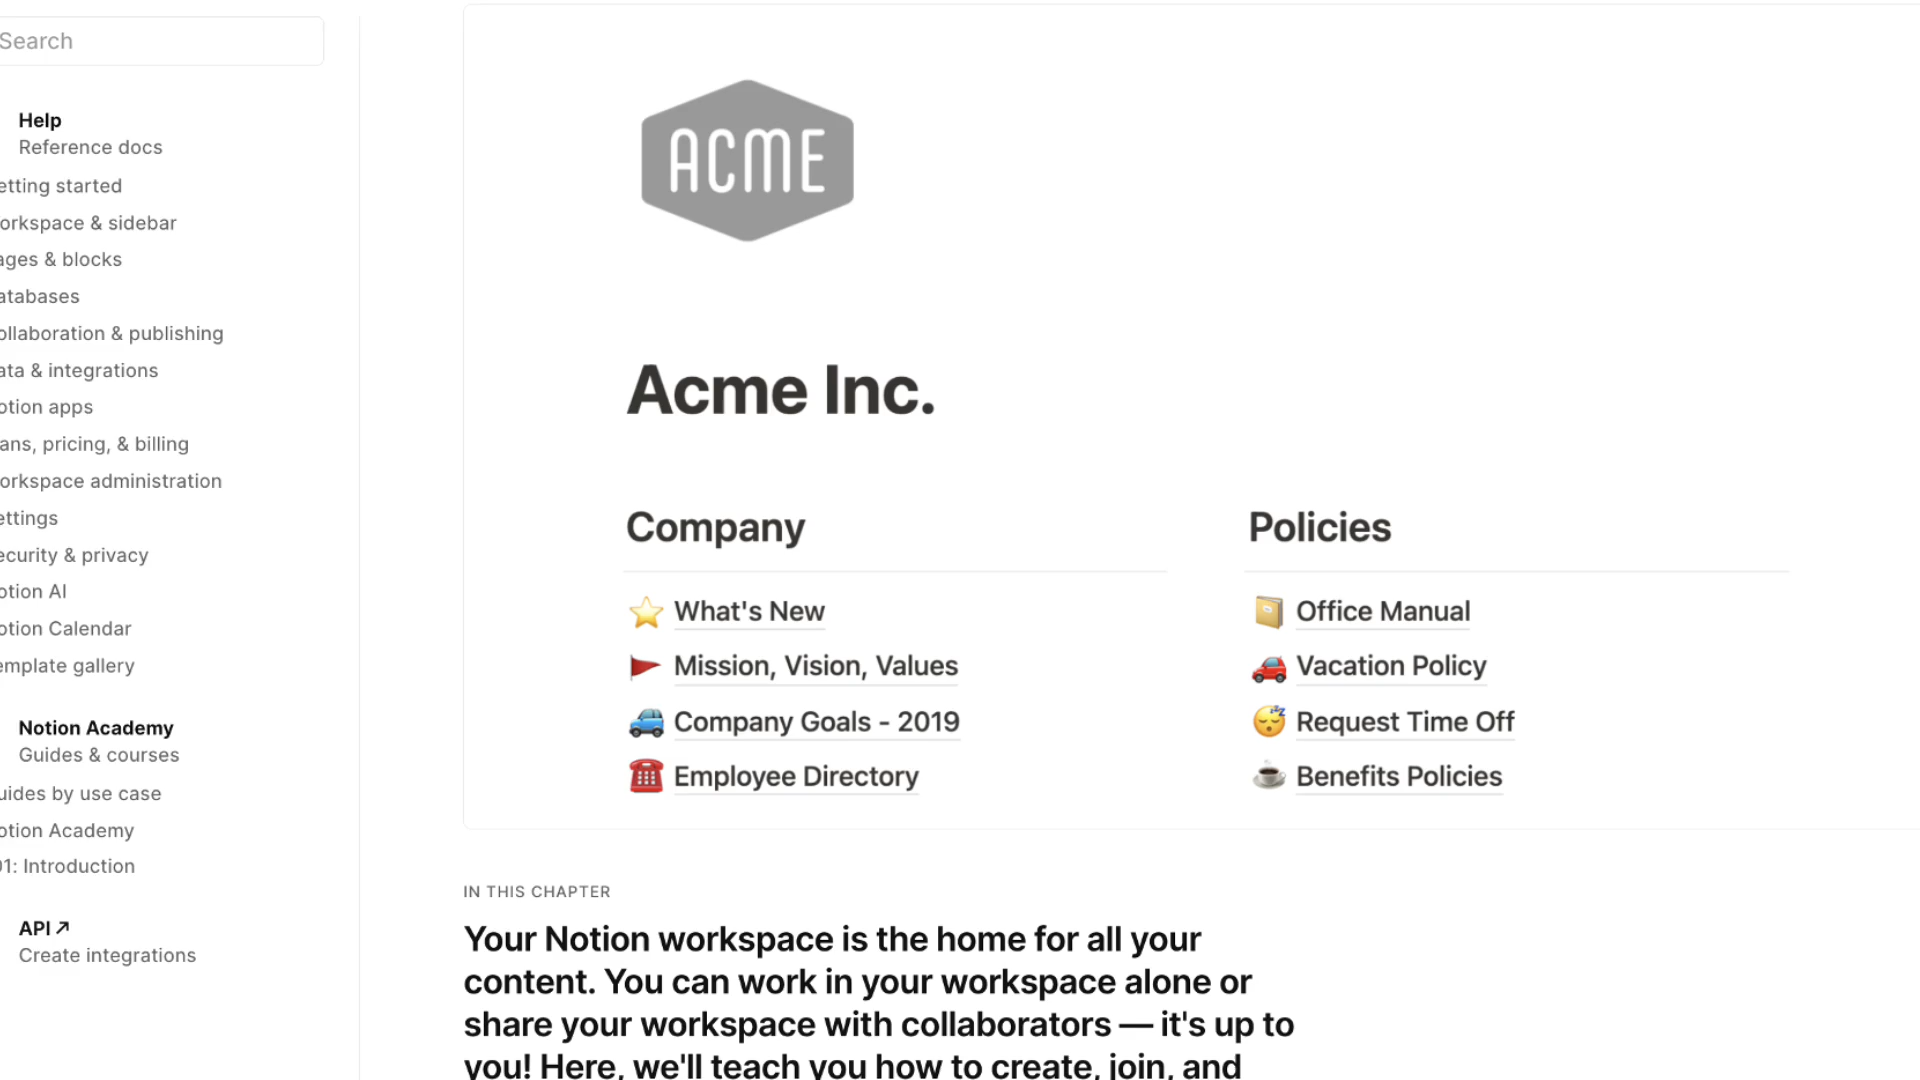 Search
Help
Reference docs
etting started
orkspace & sidebar
ages & blocks
atabases
ollaboration & publishing
ata & integrations
otion apps
ans, pricing, & billing
orkspace administration
ettings
ecurity & privacy
otion AI
otion Calendar
emplate gallery
Notion Academy
Guides & courses
uides by use case
otion Academy
01: Introduction
API↗
Create integrations
ACME
Acme Inc.
Company
What's New
Mission, Vision, Values
Company Goals - 2019
Employee Directory
Policies
Office Manual
Vacation Policy
Request Time Off
Benefits Policies
IN THIS CHAPTER
Your Notion workspace is the home for all your
content. You can work in your workspace alone or
share your workspace with collaborators — it's up to
you! Here, we'll teach you how to create, join, and